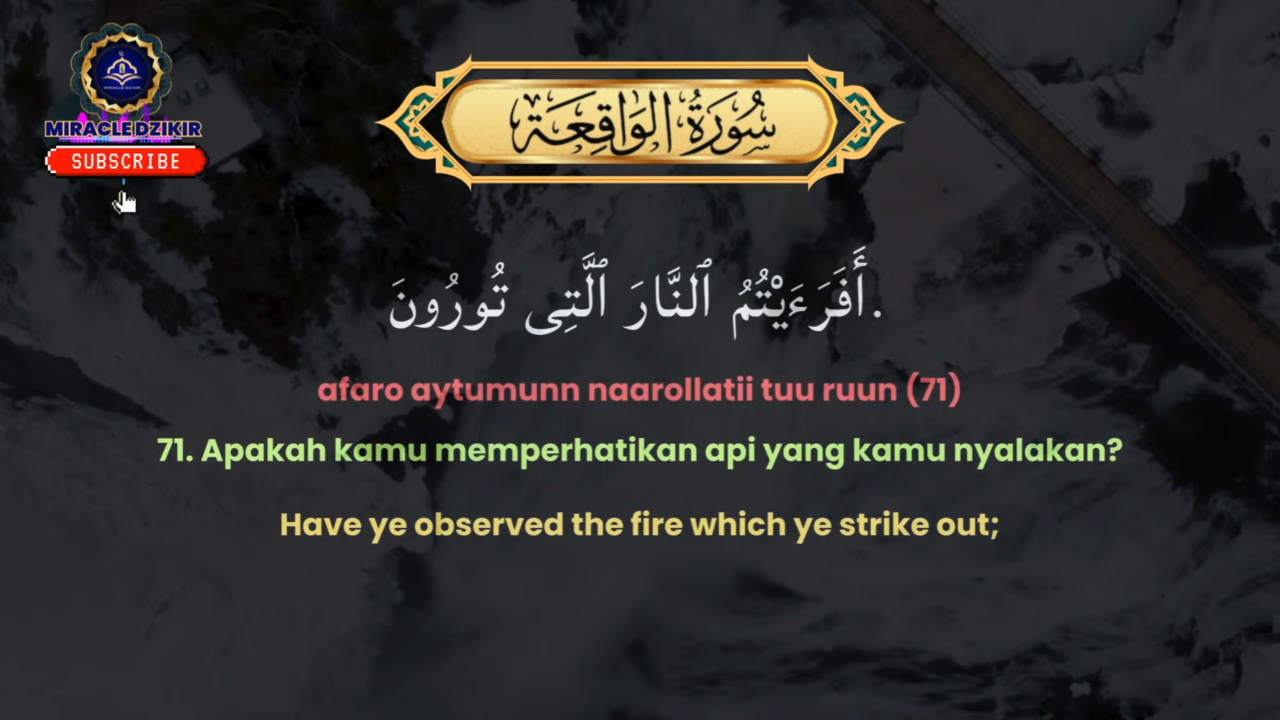 MIRACLE DZIKIR
SUBSCRIBE
سُورَةُ الوَاقِعَة
.أَفَرَءَيْتُمُ ٱلنَّارَ ٱلَّتِى تُورُونَ
afaro aytumunn naarollatii tuu ruun (71)
71. Apakah kamu memperhatikan api yang kamu nyalakan?
Have ye observed the fire which ye strike out;